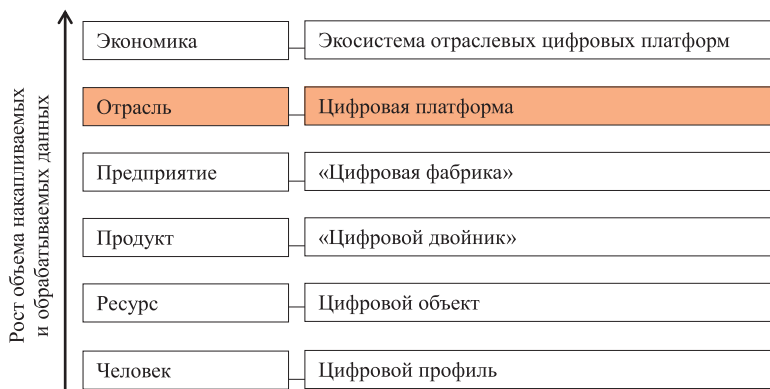 Рост объема накапливаемых
и обрабатываемых данных
Экономика
Экосистема отраслевых цифровых платформ
Отрасль
Цифровая платформа
Предприятие
«Цифровая фабрика»
Продукт
«Цифровой двойник»
Ресурс
Цифровой объект
Человек
Цифровой профиль